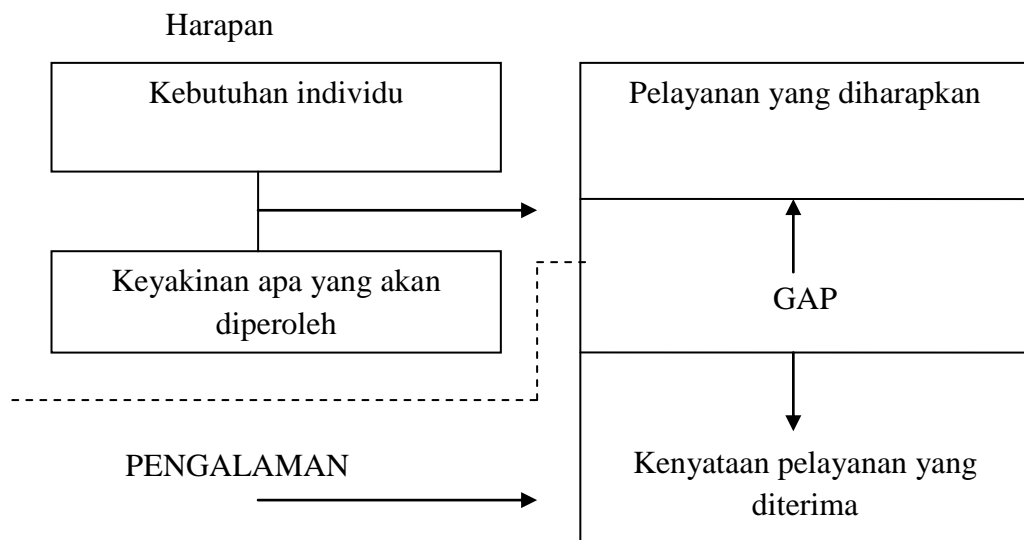 Harapan
Kebutuhan individu
Pelayanan yang diharapkan
Keyakinan apa yang akan
diperoleh
GAP
PENGALAMAN
Kenyataan pelayanan yang
diterima